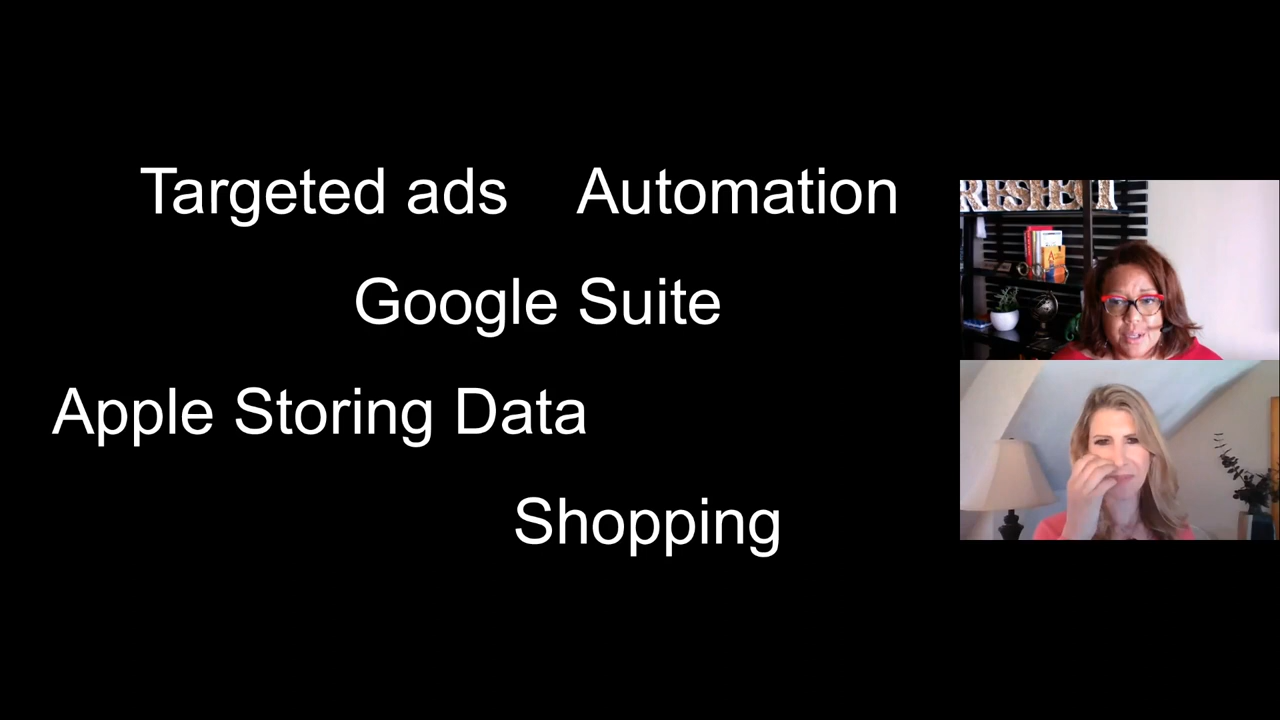 Targeted ads Automation
Google Suite
Apple Storing Data
Shopping